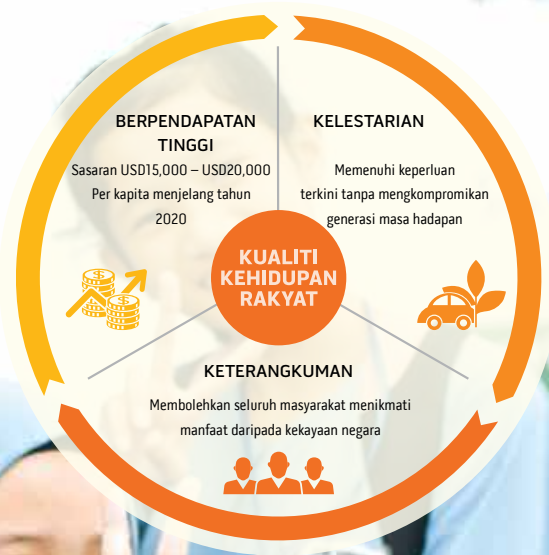 BERPENDAPATAN
TINGGI
Sasaran USD15,000 – USD20,000
Per kapita menjelang tahun
2020
KELESTARIAN
Memenuhi keperluan
terkini tanpa mengkompromikan
generasi masa hadapan
KUALITI
KEHIDUPAN
RAKYAT
KETERANGKUMAN
Membolehkan seluruh masyarakat menikmati
manfaat daripada kekayaan negara